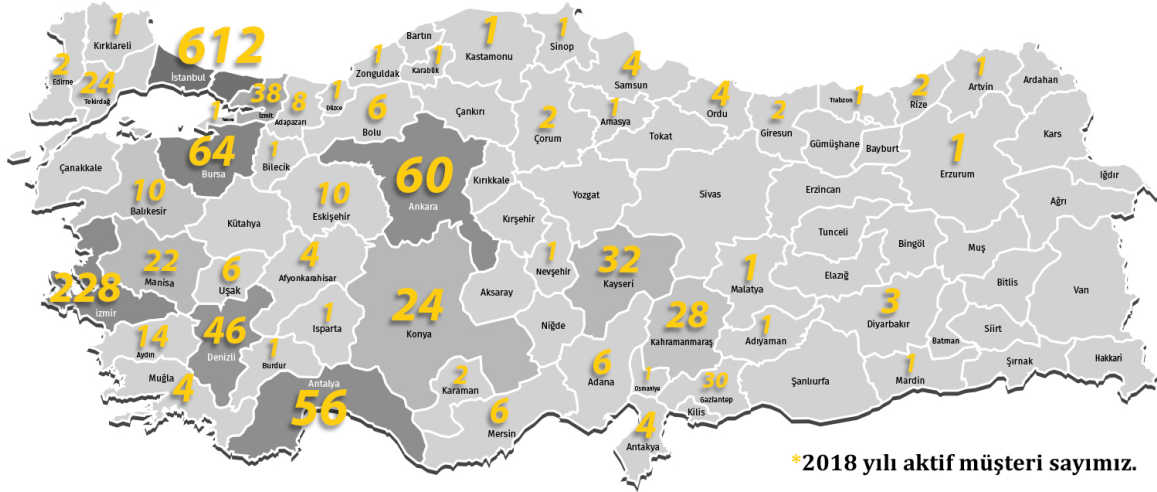 1
Kırklareli
2
Edirne
24
Tekirdağ
612
İstanbul
38
İzmit
8
Adapazarı
1
Düzce
1
Zonguldak
Bartın
1
Karabük
1
Kastamonu
1
Sinop
4
Samsun
4
Ordu
2
Giresun
Trabzon 1
2
Rize
1
Artvin
Ardahan
Kars
Iğdır
Ağrı
1
Erzurum
Bayburt
Gümüşhane
1
Amasya
Tokat
2
Çorum
Çankırı
6
Bolu
1
Yalova
64
Bursa
1
Bilecik
Çanakkale
10
Balıkesir
10
Eskişehir
60
Ankara
Kırıkkale
Yozgat
Sivas
Erzincan
Tunceli
Bingöl
Muş
Bitlis
Van
Kütahya
Kırşehir
1
Nevşehir
32
Kayseri
1
Malatya
Elazığ
3
Diyarbakır
Batman
Siirt
Şırnak
Hakkari
22
Manisa
228
izmir
6
Uşak
4
Afyonkarahisar
24
Konya
Aksaray
Niğde
28
Kahramanmaraş
1
Adıyaman
Şanlıurfa
1
Mardin
14
Aydın
46
Denizli
1
Isparta
1
Burdur
Muğla
4
Antalya
56
2
Karaman
6
Mersin
6
Adana
1
Osmaniye
30
Gaziantep
Kilis
4
Antakya
*2018 yılı aktif müşteri sayımız.